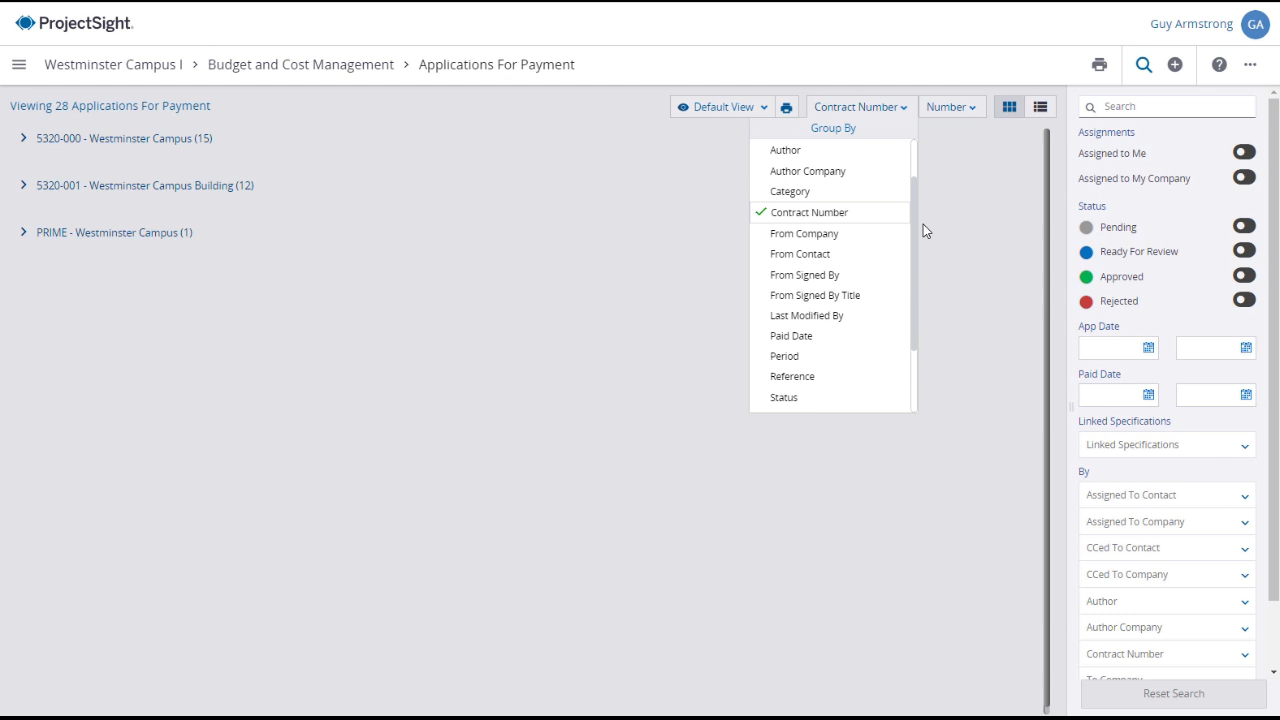 ProjectSight.
Guy Armstrong GA
Westminster Campus I > Budget and Cost Management > Applications For Payment
Viewing 28 Applications For Payment
Default View
Contract Number
Number
5320-000 - Westminster Campus (15)
5320-001 - Westminster Campus Building (12)
PRIME - Westminster Campus (1)
Group By
Author
Author Company
Category
Contract Number
From Company
From Contact
From Signed By
From Signed By Title
Last Modified By
Paid Date
Period
Reference
Status
Search
Assignments
Assigned to Me
Assigned to My Company
Status
Pending
Ready For Review
Approved
Rejected
App Date
Paid Date
Linked Specifications
Linked Specifications
By
Assigned To Contact
Assigned To Company
CCed To Contact
CCed To Company
Author
Author Company
Contract Number
To Company
Reset Search